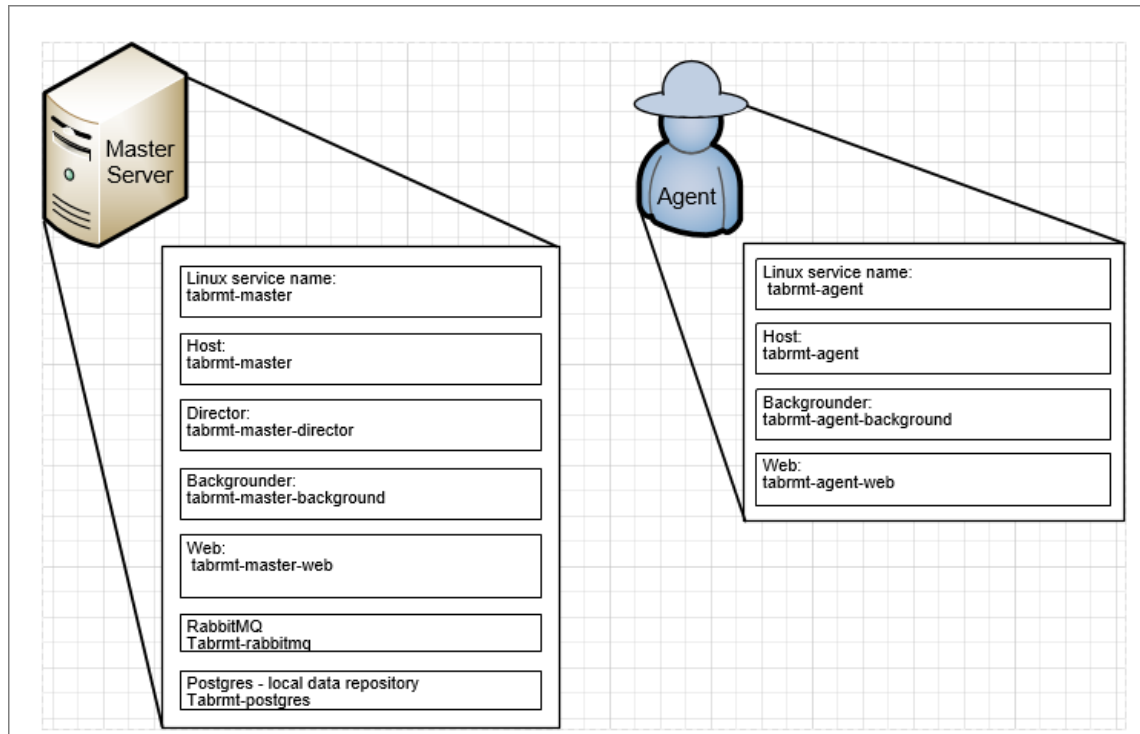 Master
Server
Linux service name:
tabrmt-master
Host:
tabrmt-master
Director:
tabrmt-master-director
Backgrounder:
tabrmt-master-background
Web:
tabrmt-master-web
RabbitMQ
Tabrmt-rabbitmq
Postgres - local data repository
Tabrmt-postgres
Agent
Linux service name:
tabrmt-agent
Host:
tabrmt-agent
Backgrounder:
tabrmt-agent-background
Web:
tabrmt-agent-web